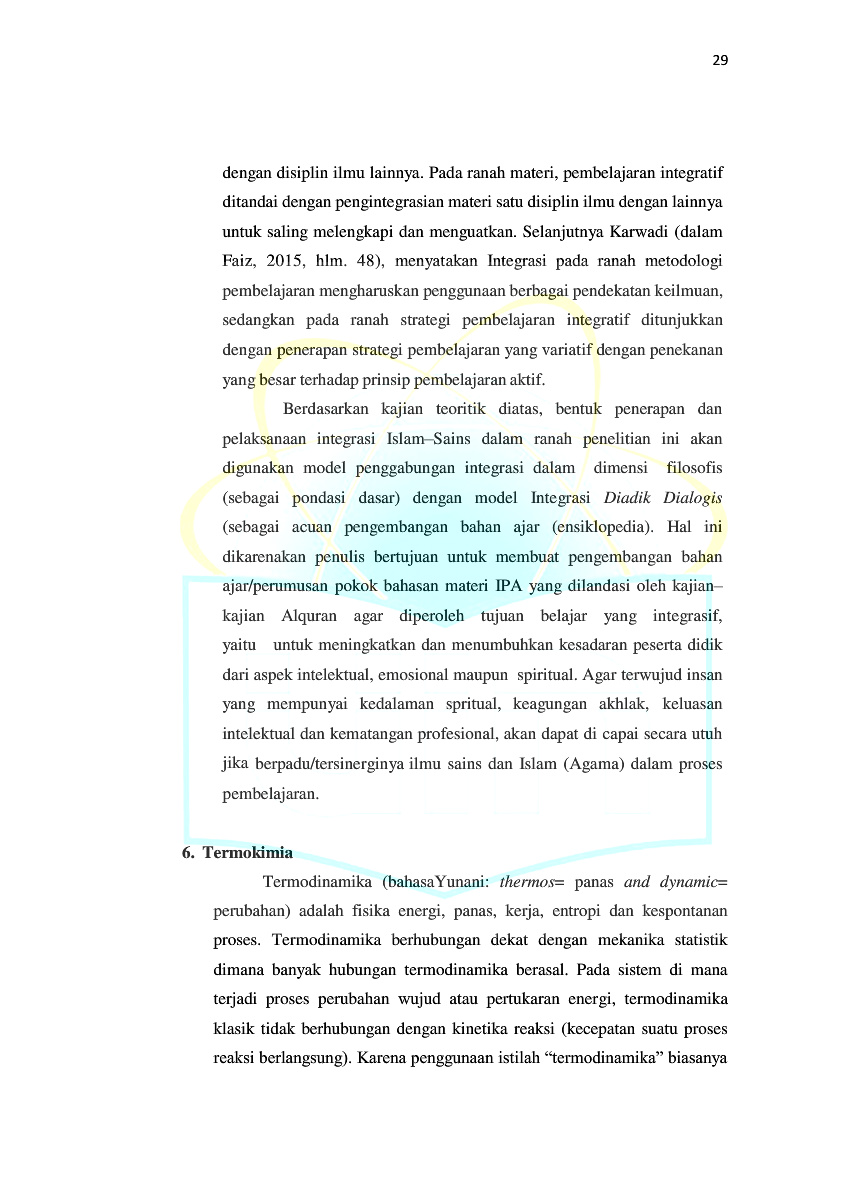 29
dengan disiplin ilmu lainnya. Pada ranah materi, pembelajaran integratif
ditandai dengan pengintegrasian materi satu disiplin ilmu dengan lainnya
untuk saling melengkapi dan menguatkan. Selanjutnya Karwadi (dalam
Faiz, 2015, hlm. 48), menyatakan Integrasi pada ranah metodologi
pembelajaran mengharuskan penggunaan berbagai pendekatan keilmuan,
sedangkan pada ranah strategi pembelajaran integratif ditunjukkan
dengan penerapan strategi pembelajaran yang variatif dengan penekanan
yang besar terhadap prinsip pembelajaran aktif.
Berdasarkan kajian teoritik diatas, bentuk penerapan dan
pelaksanaan integrasi Islam–Sains dalam ranah penelitian ini akan
digunakan model penggabungan integrasi dalam dimensi filosofis
(sebagai pondasi dasar) dengan model Integrasi Diadik Dialogis
(sebagai acuan pengembangan bahan ajar (ensiklopedia). Hal ini
dikarenakan penulis bertujuan untuk membuat pengembangan bahan
ajar/perumusan pokok bahasan materi IPA yang dilandasi oleh kajian–
kajian Alquran agar diperoleh tujuan belajar yang integrasif,
yaitu untuk meningkatkan dan menumbuhkan kesadaran peserta didik
dari aspek intelektual, emosional maupun spiritual. Agar terwujud insan
yang mempunyai kedalaman spritual, keagungan akhlak, keluasan
intelektual dan kematangan profesional, akan dapat di capai secara utuh
jika berpadu/tersinerginya ilmu sains dan Islam (Agama) dalam proses
pembelajaran.
6. Termokimia
Termodinamika (bahasaYunani: thermos= panas and dynamic=
perubahan) adalah fisika energi, panas, kerja, entropi dan kespontanan
proses. Termodinamika berhubungan dekat dengan mekanika statistik
dimana banyak hubungan termodinamika berasal. Pada sistem di mana
terjadi proses perubahan wujud atau pertukaran energi, termodinamika
klasik tidak berhubungan dengan kinetika reaksi (kecepatan suatu proses
reaksi berlangsung). Karena penggunaan istilah “termodinamika” biasanya